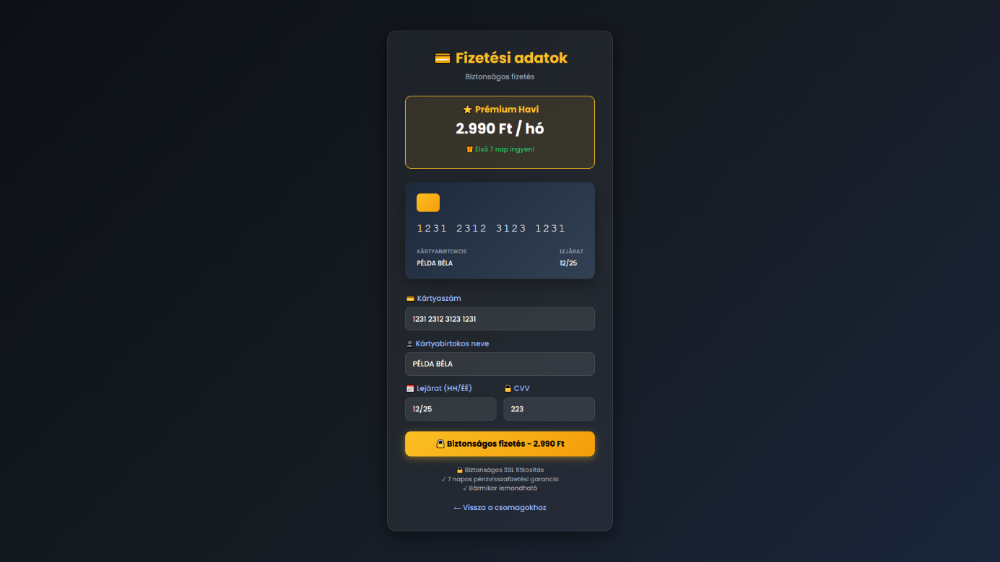 Fizetési adatok
Biztonságos fizetés
Prémium Havi
2.990 Ft / hó
Első 7 nap ingyen!
1231 2312 3123 1231
KÁRTYABIRTOKOS
LEJÁRAT
PÉLDA BÉLA
12/25
Kártyaszám
1231 2312 3123 1231
Kártyabirtokos neve
PÉLDA BÉLA
Lejárat (HH/ÉÉ)
CVV
12/25
223
Biztonságos fizetés - 2.990 Ft
Biztonságos SSL titkosítás
✓ 7 napos pénzvisszafizetési garancia
✓ Bármikor lemondható
← Vissza a csomagokhoz